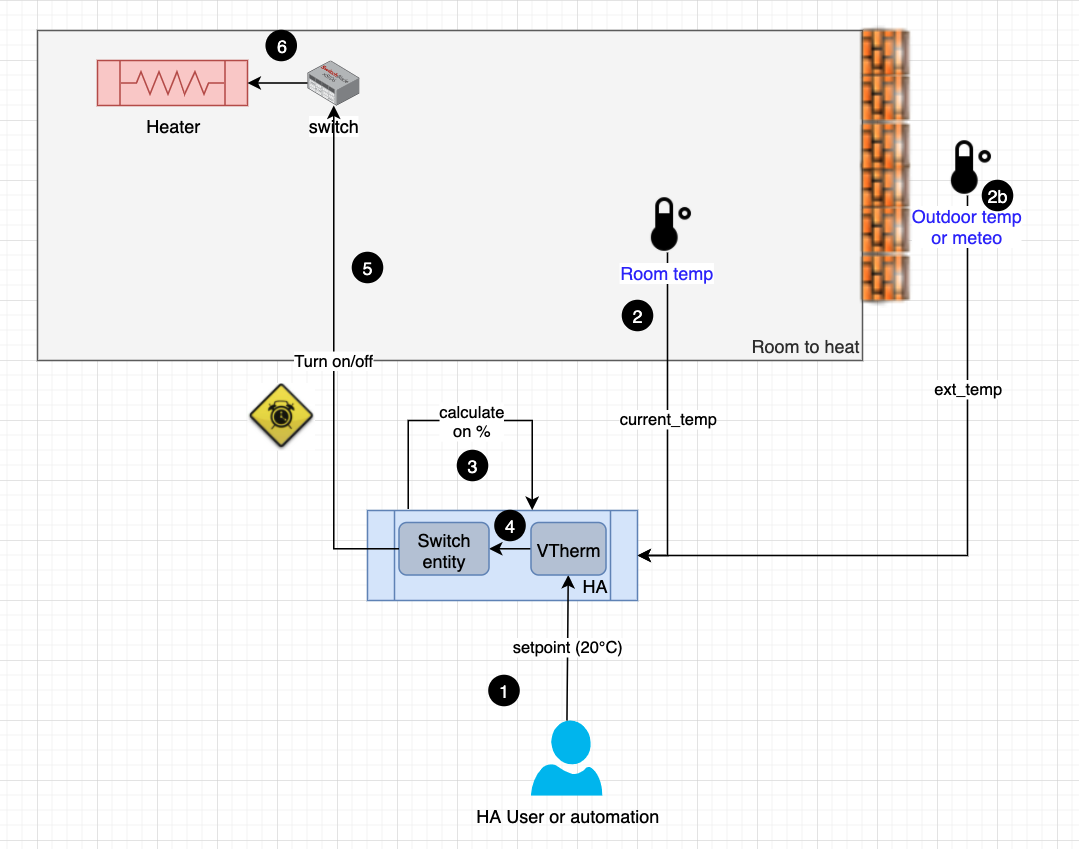 6
Heater
switch
2b
Outdoor temp
or meteo
5
Room temp
2
Room to heat
Turn on/off
ext_temp
calculate
on %
current_temp
3
4
Switch
entity
VTherm
HA
setpoint (20°C)
1
HA User or automation